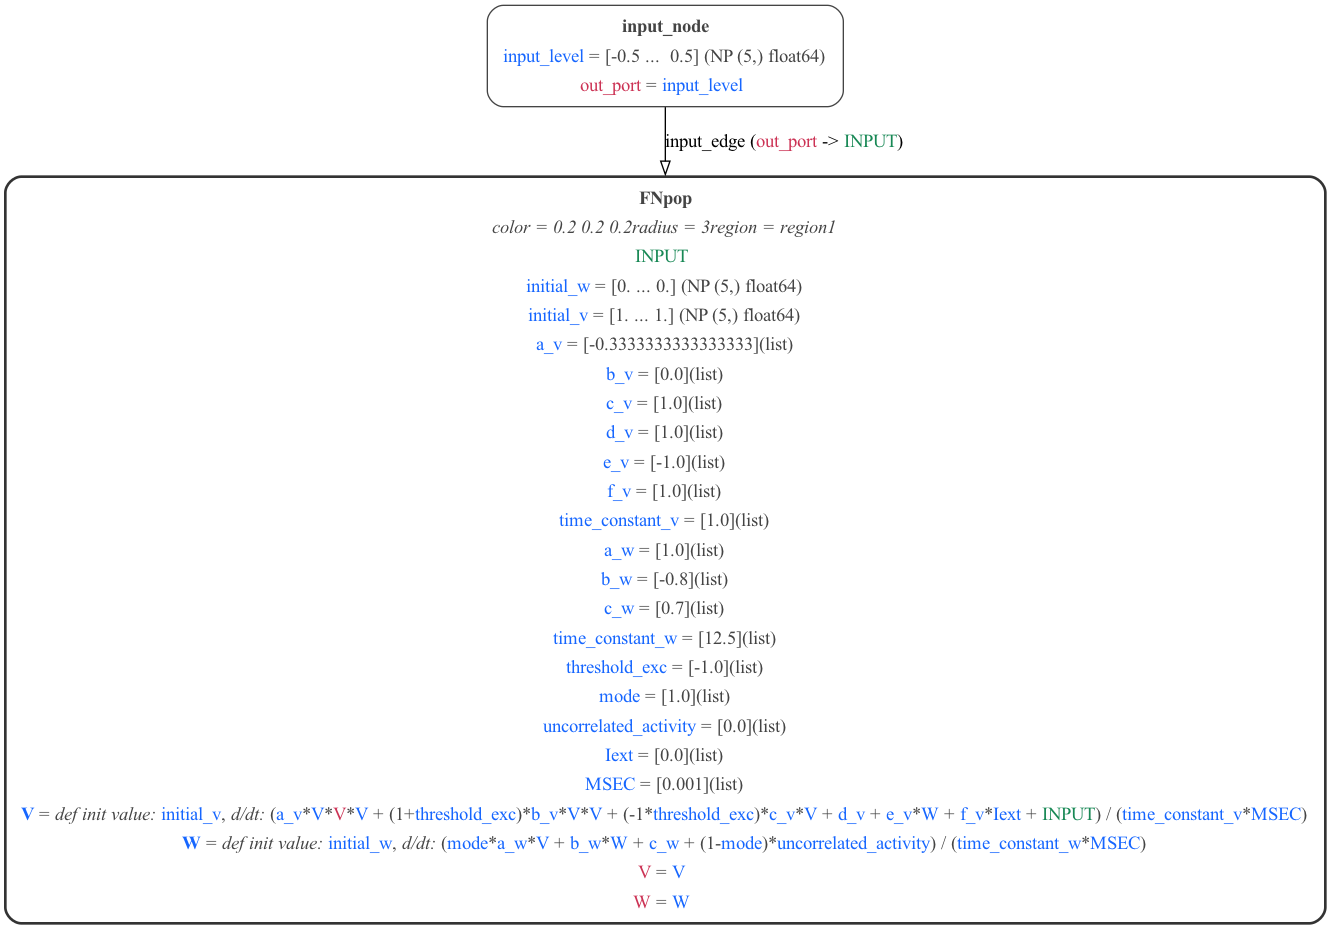 input_node
input_level = [-0.5 ... 0.5] (NP (5,) float64)
out_port = input_level
input_edge (out_port -> INPUT)
FNpop
color = 0.2 0.2 0.2radius = 3region = region1
INPUT
initial_w = [0. ... 0.] (NP (5,) float64)
initial_v = [1. ... 1.] (NP (5,) float64)
a_v = [-0.3333333333333333](list)
b_v = [0.0](list)
c_v = [1.0](list)
d_v = [1.0](list)
e_v = [-1.0](list)
f_v = [1.0](list)
time_constant_v = [1.0](list)
a_w = [1.0](list)
b_w = [-0.8](list)
c_w = [0.7](list)
time_constant_w = [12.5](list)
threshold_exc = [-1.0](list)
mode = [1.0](list)
uncorrelated_activity = [0.0](list)
Iext = [0.0](list)
MSEC = [0.001](list)
V = def init value: initial_v, d/dt: (a_v*V*V*V + (1+threshold_exc)*b_v*V*V + (-1*threshold_exc)*c_v*V + d_v + e_v*W + f_v*Iext + INPUT) / (time_constant_v*MSEC)
W = def init value: initial_w, d/dt: (mode*a_w*V + b_w*W + c_w + (1-mode)*uncorrelated_activity) / (time_constant_w*MSEC)
V = V
W = W